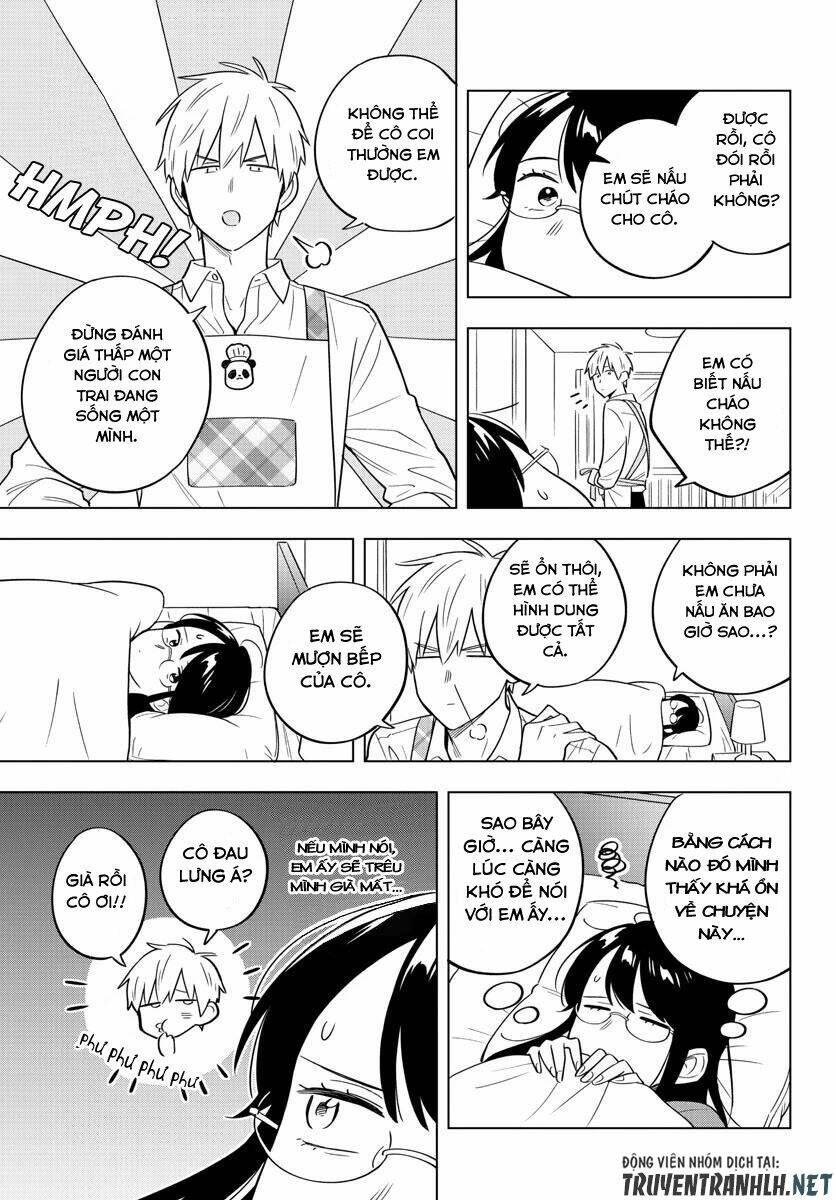 ĐƯỢC
RỒI, CÔ
ĐÓI RỒI
PHẢI
KHÔNG?
EM SẼ NẤU
CHÚT CHÁO
CHO CÔ.
EM CÓ
BIẾT NẤU
CHÁO
KHÔNG
THẾ?!
KHÔNG THỂ
ĐỂ CÔ COI
THƯỜNG EM
ĐƯỢC.
HMPH!
ĐỪNG ĐÁNH
GIÁ THẤP MỘT
NGƯỜI CON
TRAI ĐANG
SỐNG MỘT
MÌNH.
KHÔNG PHẢI
EM CHƯA
NẤU ĂN BAO
GIỜ SAO...?
SẼ ỔN THÔI,
EM CÓ THỂ
HÌNH DUNG
ĐƯỢC TẤT
CẢ.
EM SẼ
MƯỢN BẾP
CỦA CÔ.
BẰNG CÁCH
NÀO ĐÓ MÌNH
THẤY KHÁ ỔN
VỀ CHUYỆN
NÀY...
SAO BÂY
GIỜ... CÀNG
LÚC CÀNG
KHÓ ĐỂ NÓI
VỚI EM ẤY...
NẾU MÌNH NÓI,
EM ẤY SẼ TRÊU
MÌNH GIÀ MẤT...
CÔ ĐAU
LƯNG Á?
GIÀ RỒI
CÔ ƠI!!
PHƯ PHƯ PHƯ PHƯ
ĐỘNG VIÊN NHÓM DỊCH TẠI:
TRUYENTRANHLH.NET